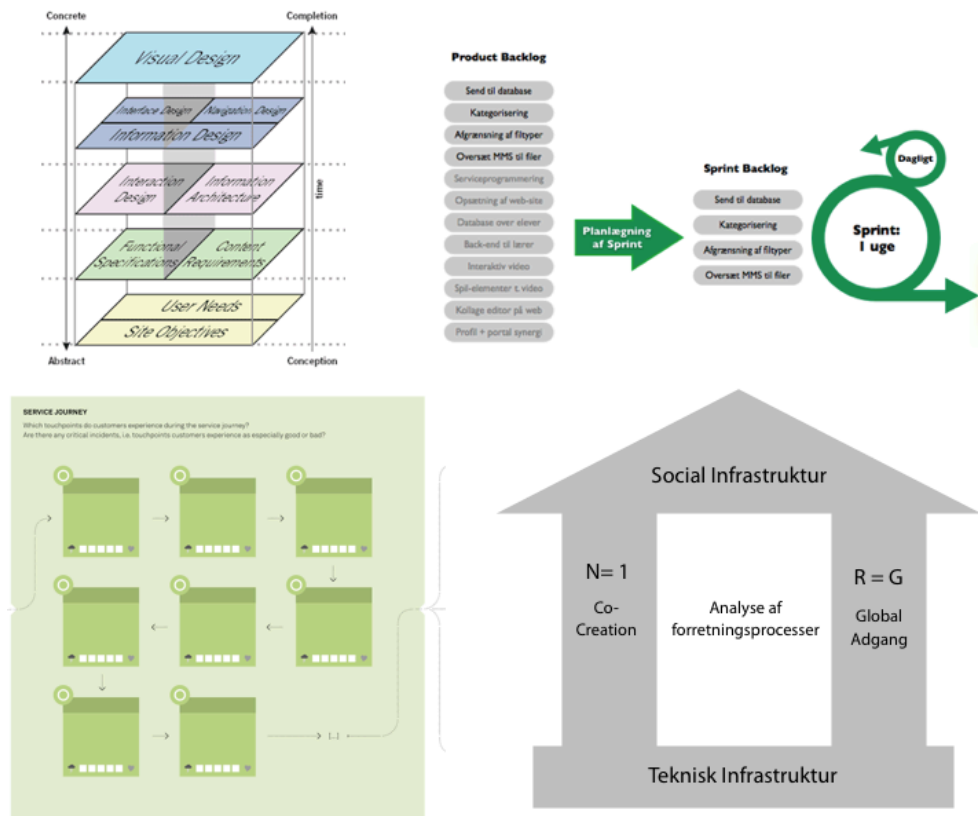 Concrete
Completion
Visual Design
Interface Design
Navigation Design
Information Design
Interaction
Design
Information
Architecture
Functional
Specifications
Content
Requirements
User Needs
Site Objectives
time
Abstract
Conception
Product Backlog
Send til database
Kategorisering
Afgrænsning af filtyper
Oversæt MMS til filer
Serviceprogrammering
Opsætning af web-site
Database over elever
Back-end til lærer
Interaktiv video
Spil-elementer t. video
Kollage editor på web
Profil + portal synergi
Planlægning
af Sprint
Sprint Backlog
Send til database
Kategorisering
Afgrænsning af filtyper
Oversæt MMS til filer
Dagligt
Sprint:
1 uge
SERVICE JOURNEY
Which touchpoints do customers experience during the service journey?
Are there any critical incidents, i.e. touchpoints customers experience as especially good or bad?
[...]
Social Infrastruktur
N= 1
Co-
Creation
Analyse af
forretningsprocesser
R = G
Global
Adgang
Teknisk Infrastruktur